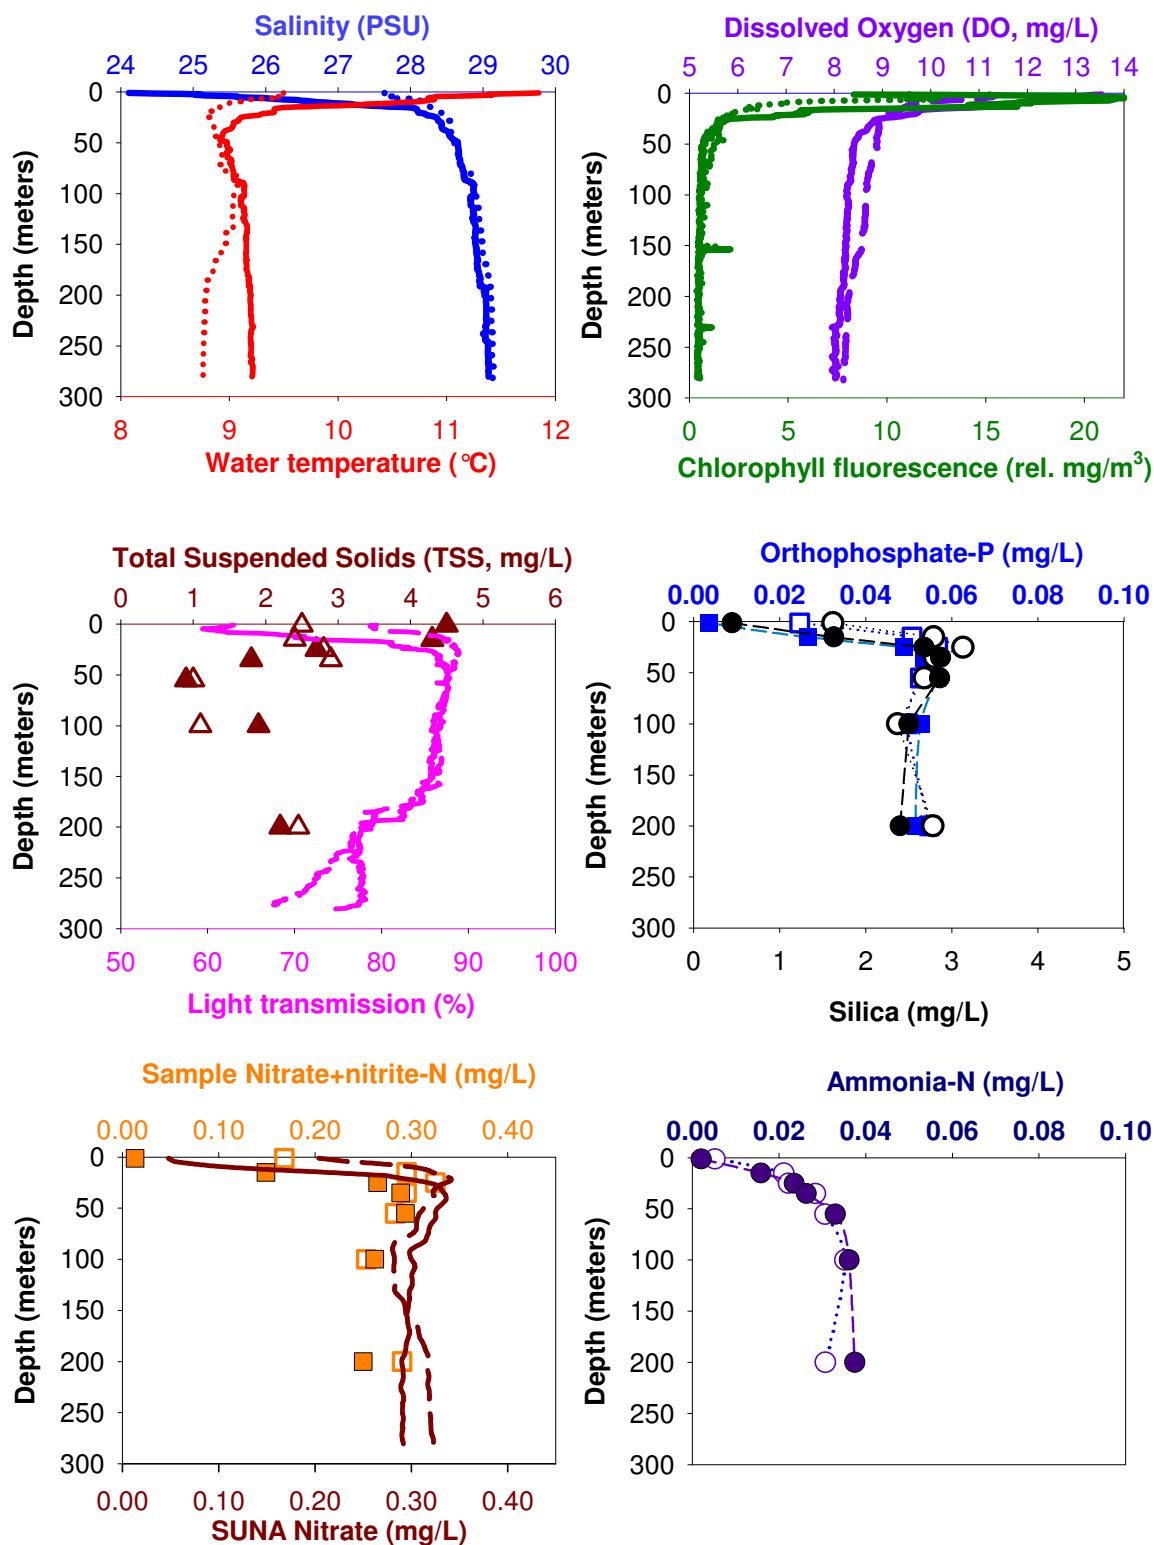 Salinity (PSU)
24 25 26 27 28 29 30
0
50
100
150
200
250
300
Depth (meters)
8 9 10 11 12
Water temperature (°C)
Dissolved Oxygen (DO, mg/L)
5 6 7 8 9 10 11 12 13 14
0
50
100
150
200
250
300
Depth (meters)
0 5 10 15 20
Chlorophyll fluorescence (rel. mg/m³)
Total Suspended Solids (TSS, mg/L)
0 1 2 3 4 5 6
0
50
100
150
200
250
300
Depth (meters)
50 60 70 80 90 100
Light transmission (%)
Orthophosphate-P (mg/L)
0.00 0.02 0.04 0.06 0.08 0.10
0
50
100
150
200
250
300
Depth (meters)
0 1 2 3 4 5
Silica (mg/L)
Sample Nitrate+nitrite-N (mg/L)
0.00 0.10 0.20 0.30 0.40
0
50
100
150
200
250
300
Depth (meters)
0.00 0.10 0.20 0.30 0.40
SUNA Nitrate (mg/L)
Ammonia-N (mg/L)
0.00 0.02 0.04 0.06 0.08 0.10
0
50
100
150
200
250
300
Depth (meters)